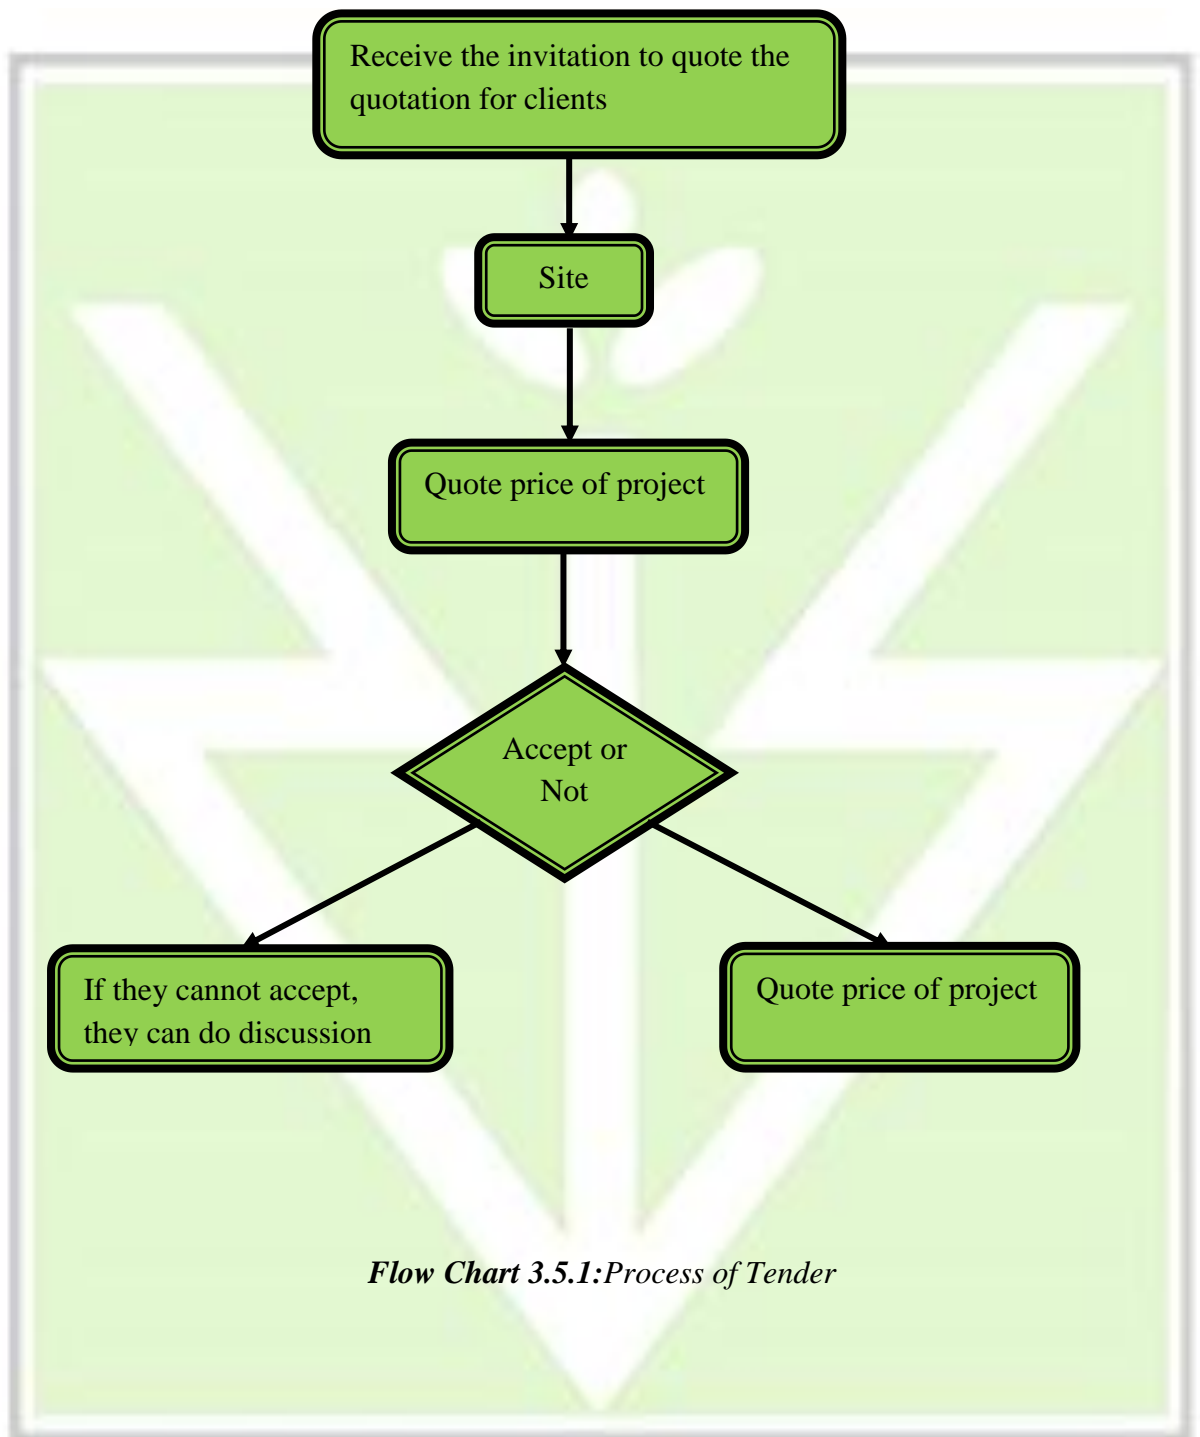 Receive the invitation to quote the
quotation for clients
Site
Quote price of project
Accept or
Not
If they cannot accept,
they can do discussion
Quote price of project
Flow Chart 3.5.1:Process of Tender